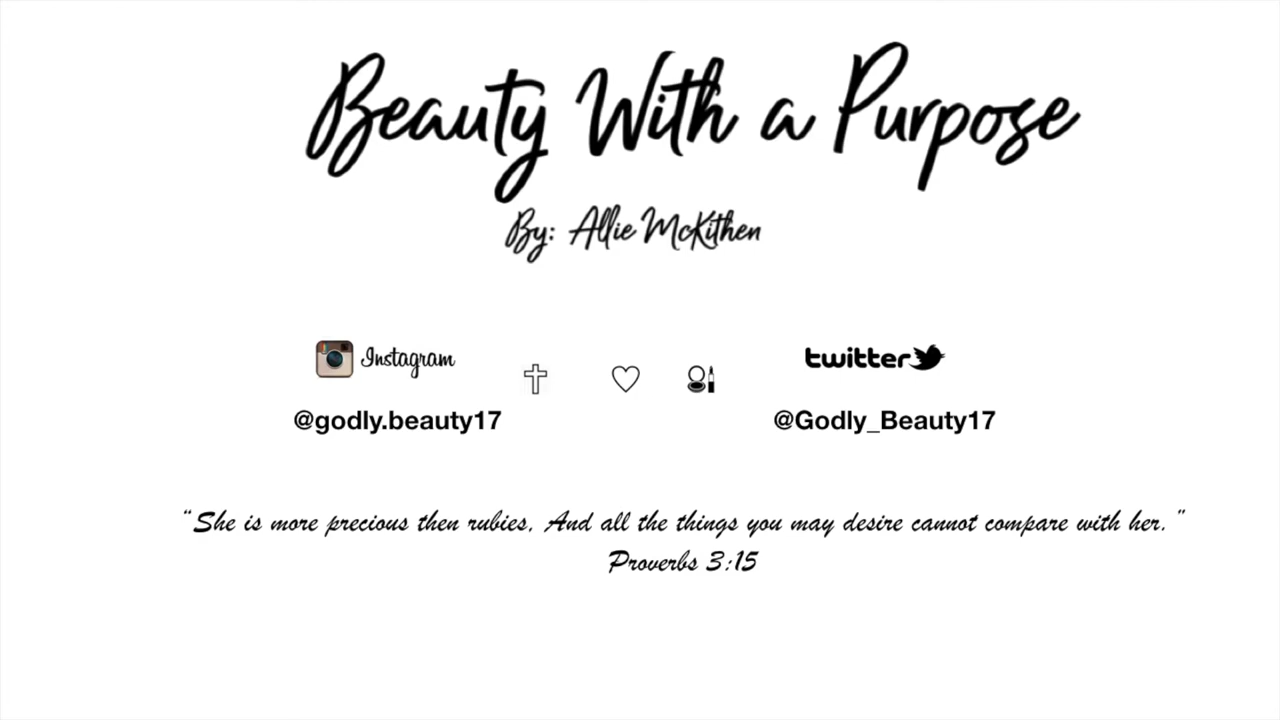 Beauty With a Purpose
By: Allie McKithen
Instagram
twitter
@godly.beauty17
@Godly_Beauty17
"She is more precious then rubies, And all the things you may desire cannot compare with her. "
Proverbs 3:15